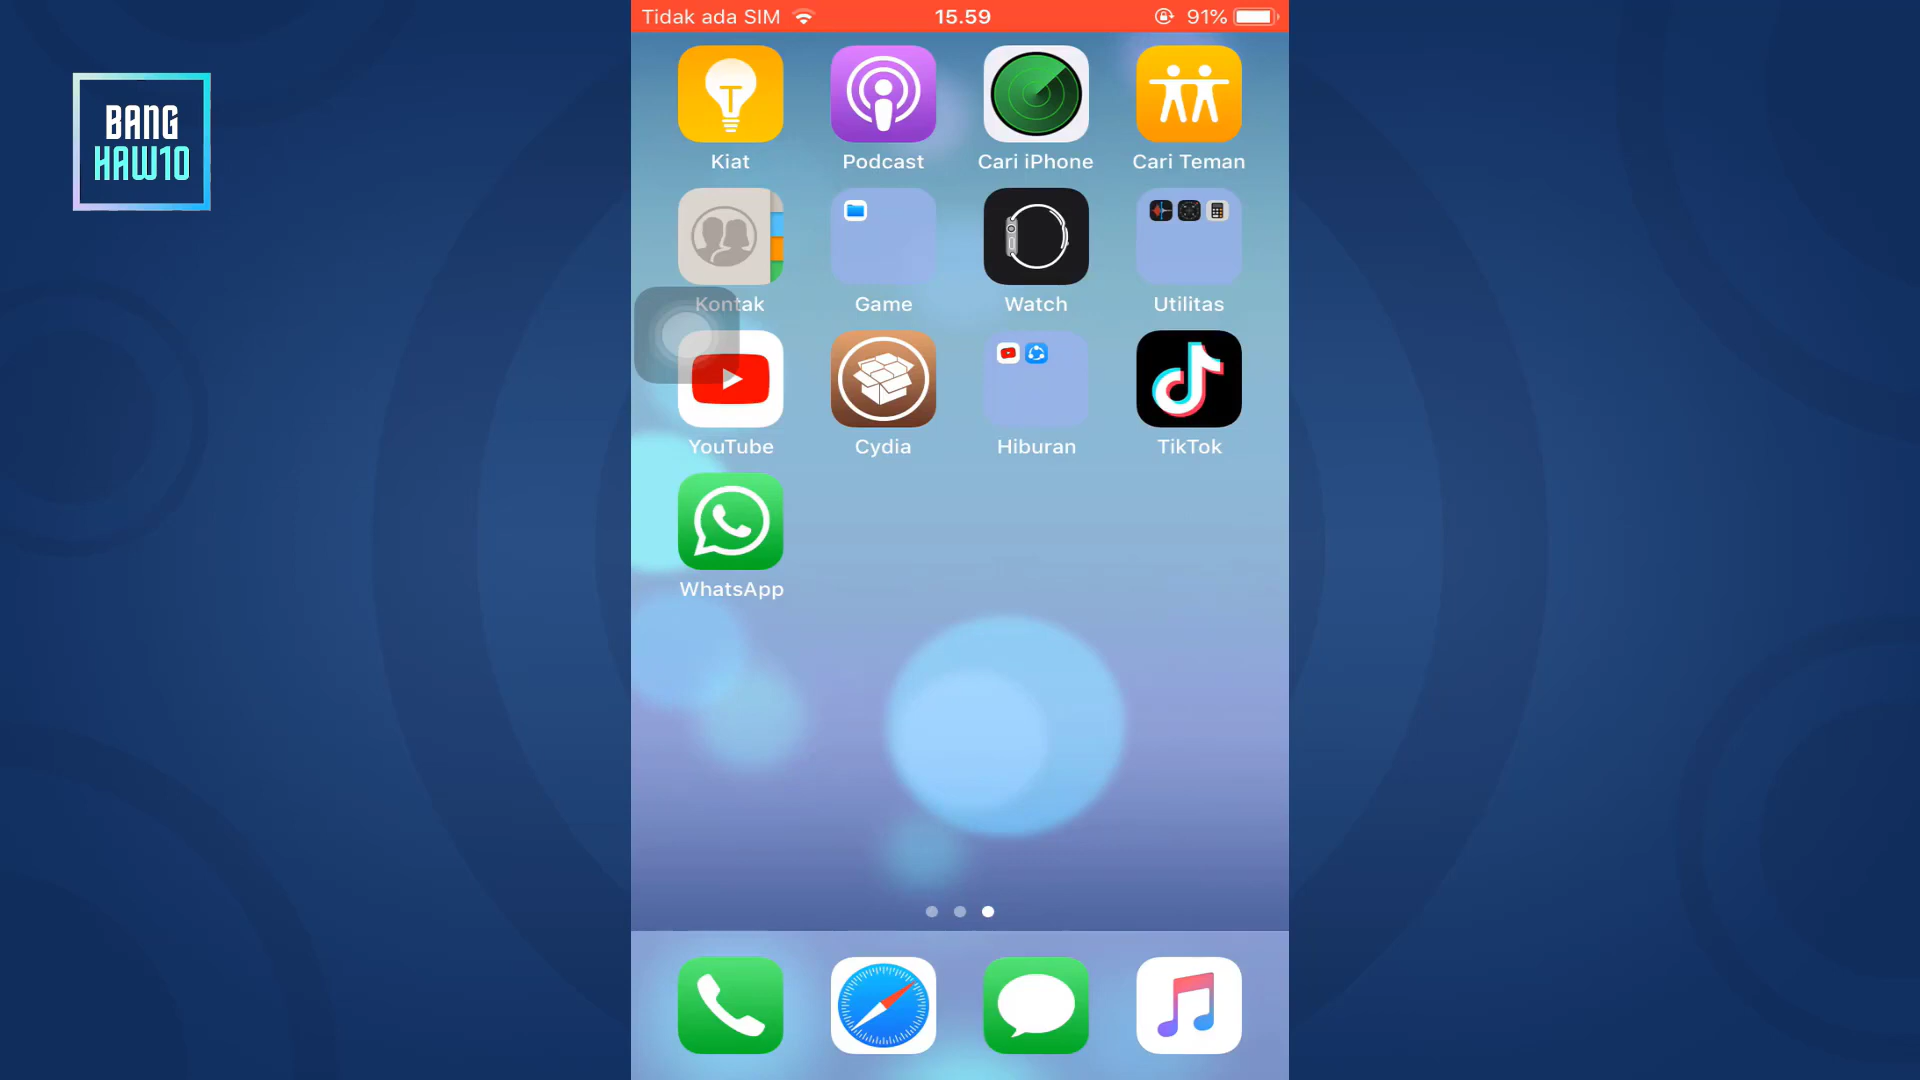 Tidak ada SIM 15.59 91%
BANG
HAW10
Kiat Podcast Cari iPhone Cari Teman
Kontak Game Watch Utilitas
YouTube Cydia Hiburan TikTok
WhatsApp